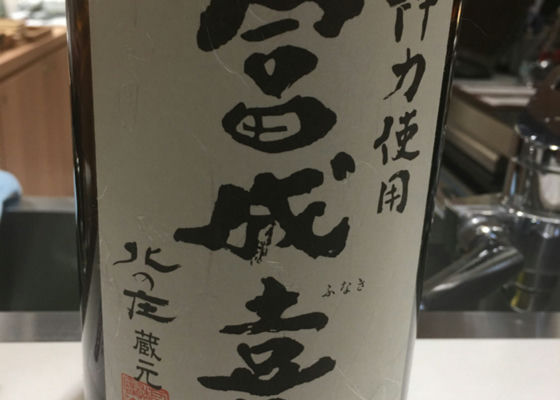 神力使用
富成喜
ふなき
北の庄
蔵元